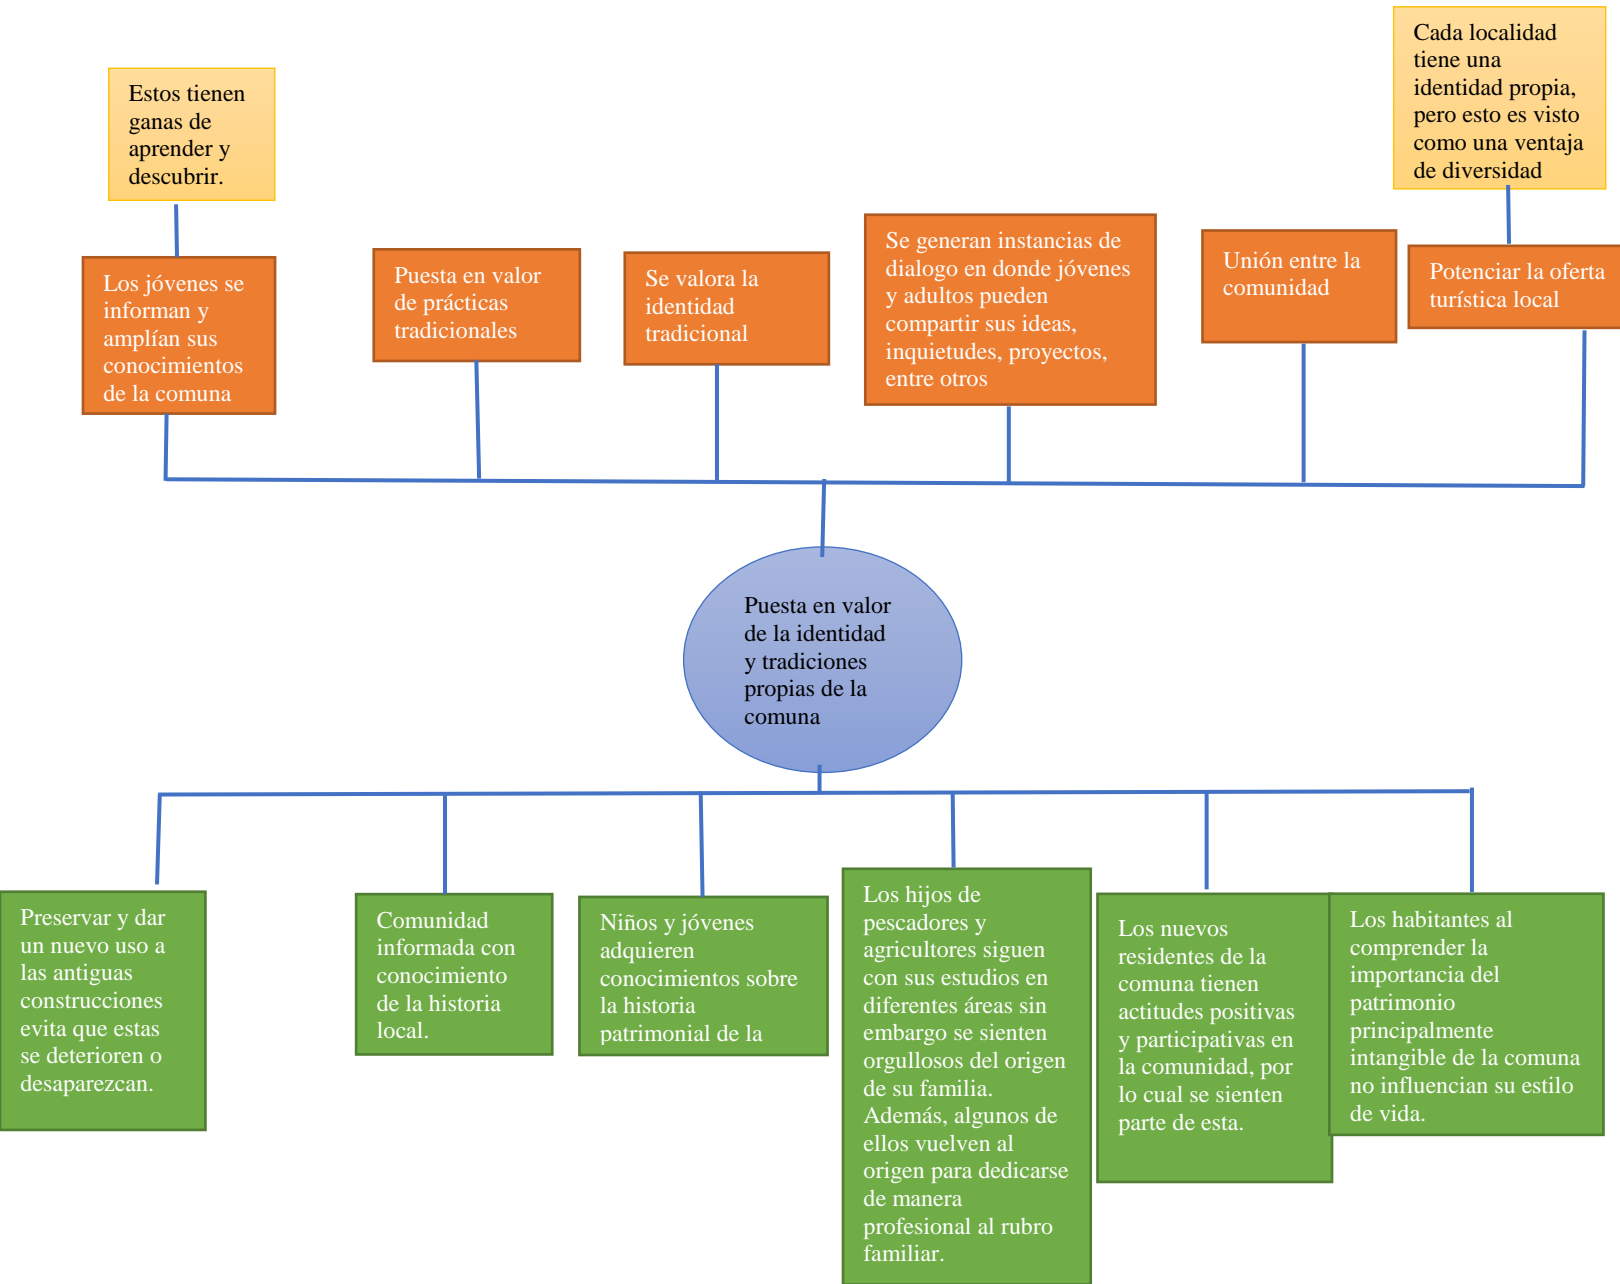 Estos tienen
ganas de
aprender y
descubrir.
Cada localidad
tiene una
identidad propia,
pero esto es visto
como una ventaja
de diversidad
Los jóvenes se
informan y
amplían sus
conocimientos
de la comuna
Puesta en valor
de prácticas
tradicionales
Se valora la
identidad
tradicional
Se generan instancias de
dialogo en donde jóvenes
y adultos pueden
compartir sus ideas,
inquietudes, proyectos,
entre otros
Unión entre la
comunidad
Potenciar la oferta
turística local
Puesta en valor
de la identidad
y tradiciones
propias de la
comuna
Preservar y dar
un nuevo uso a
las antiguas
construcciones
evita que estas
se deterioren o
desaparezcan.
Comunidad
informada con
conocimiento
de la historia
local.
Niños y jóvenes
adquieren
conocimientos sobre
la historia
patrimonial de la
Los hijos de
pescadores y
agricultores siguen
con sus estudios en
diferentes áreas sin
embargo se sienten
orgullosos del origen
de su familia.
Además, algunos de
ellos vuelven al
origen para dedicarse
de manera
profesional al rubro
familiar.
Los nuevos
residentes de la
comuna tienen
actitudes positivas
y participativas en
la comunidad, por
lo cual se sienten
parte de esta.
Los habitantes al
comprender la
importancia del
patrimonio
principalmente
intangible de la comuna
no influencian su estilo
de vida.